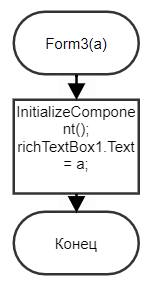 Form3(a)
InitializeCompone
nt();
richTextBox1.Text
= a;
Конец